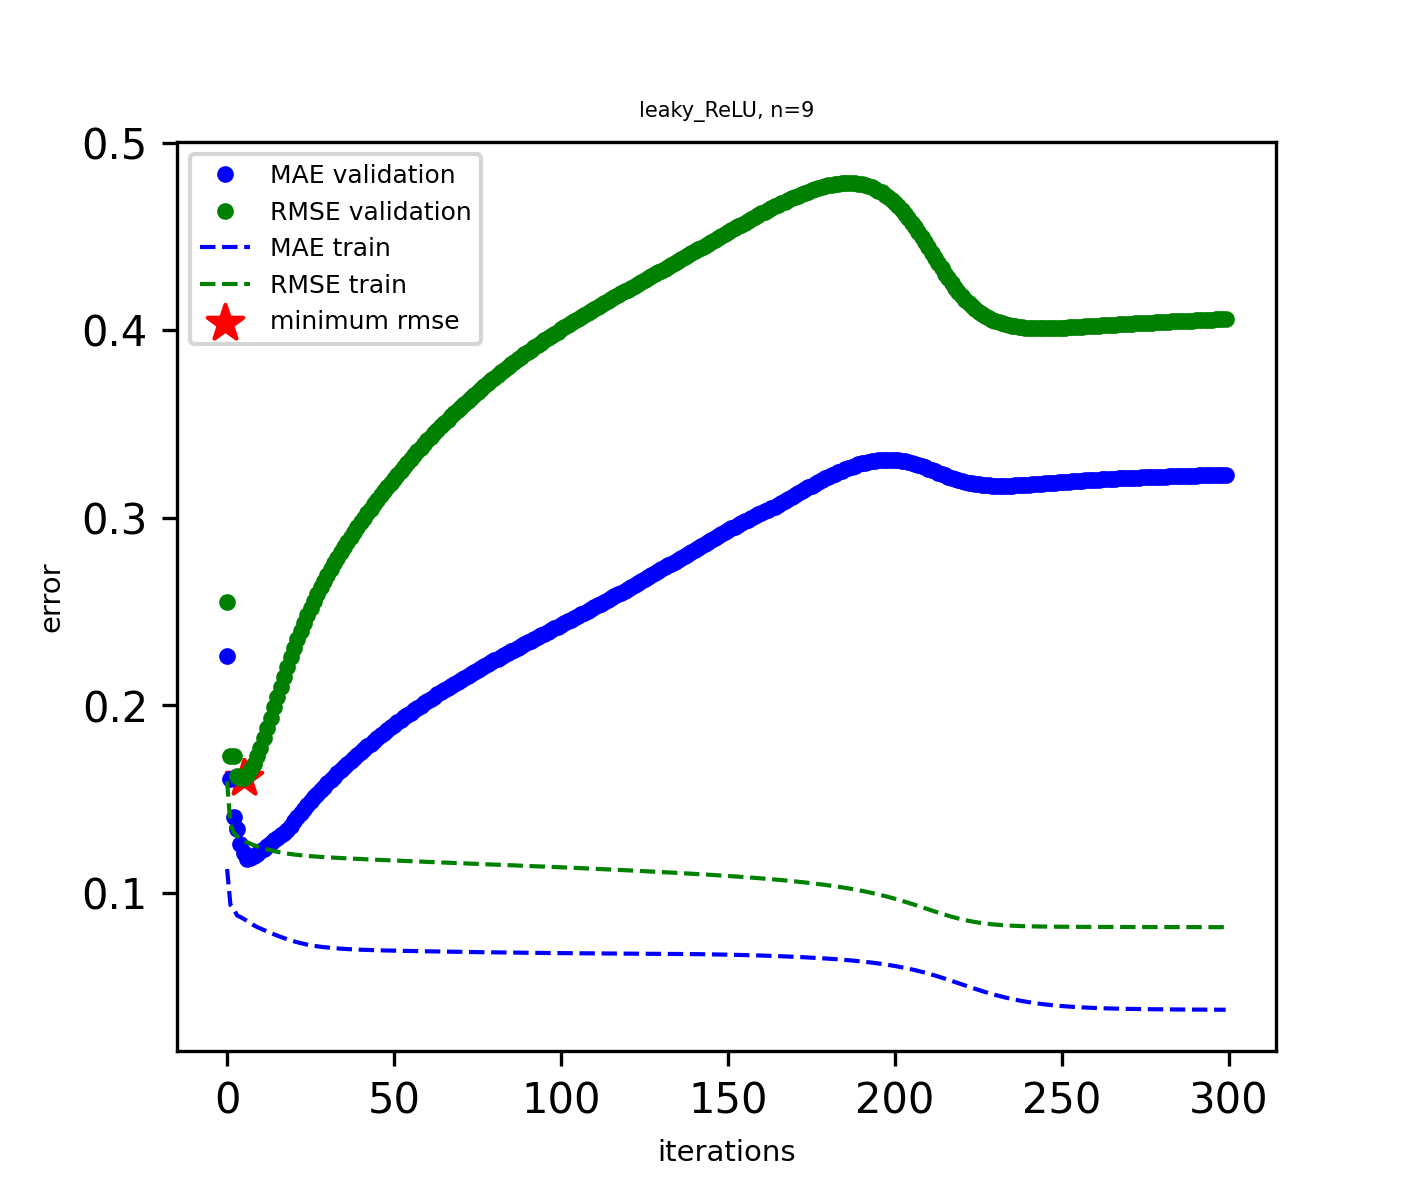 leaky_ReLU, n=9
0.5
0.4
0.3
0.2
0.1
error
MAE validation
RMSE validation
MAE train
RMSE train
minimum rmse
0 50 100 150 200 250 300
iterations